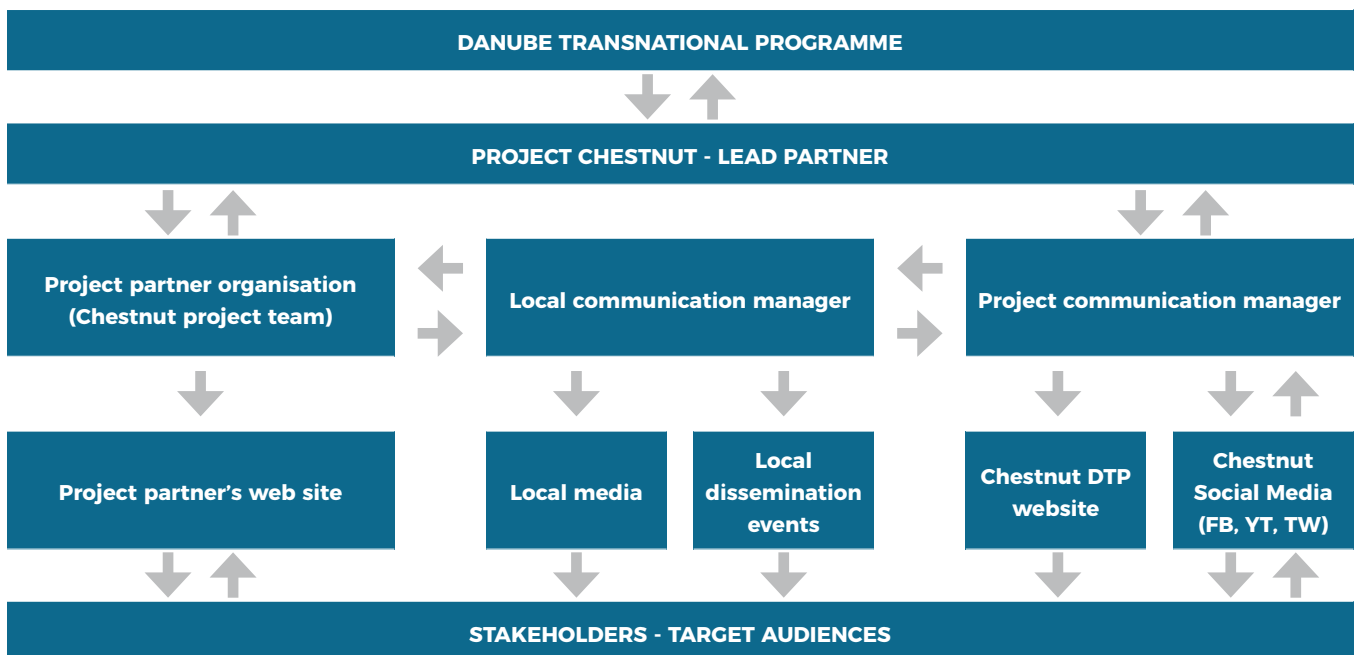 DANUBE TRANSNATIONAL PROGRAMME
PROJECT CHESTNUT - LEAD PARTNER
Project partner organisation
(Chestnut project team)
Local communication manager
Project communication manager
Project partner’s web site
Local media
Local
dissemination
events
Chestnut DTP
website
Chestnut
Social Media
(FB, YT, TW)
STAKEHOLDERS - TARGET AUDIENCES